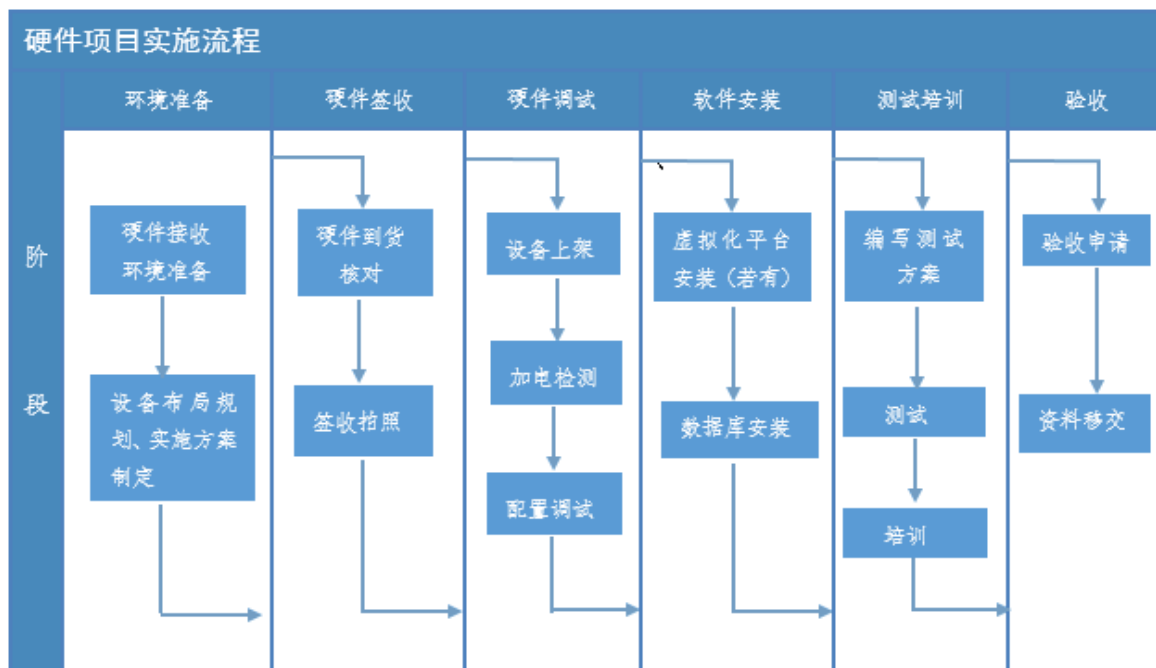 硬件项目实施流程
环境准备
硬件签收
硬件调试
软件安装
测试培训
验收
阶
段
硬件接收
环境准备
设备布局规
划、实施方案
制定
硬件到货
核对
签收拍照
设备上架
加电检测
配置调试
虚拟化平台
安装（若有）
数据库安装
编写测试
方案
测试
培训
验收申请
资料移交